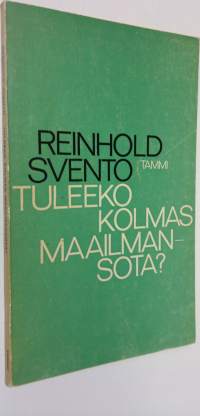 REINHOLD
SVENTO
TAMMI
TULEEKO
KOLMAS
MAAILMAN-
SOTA?